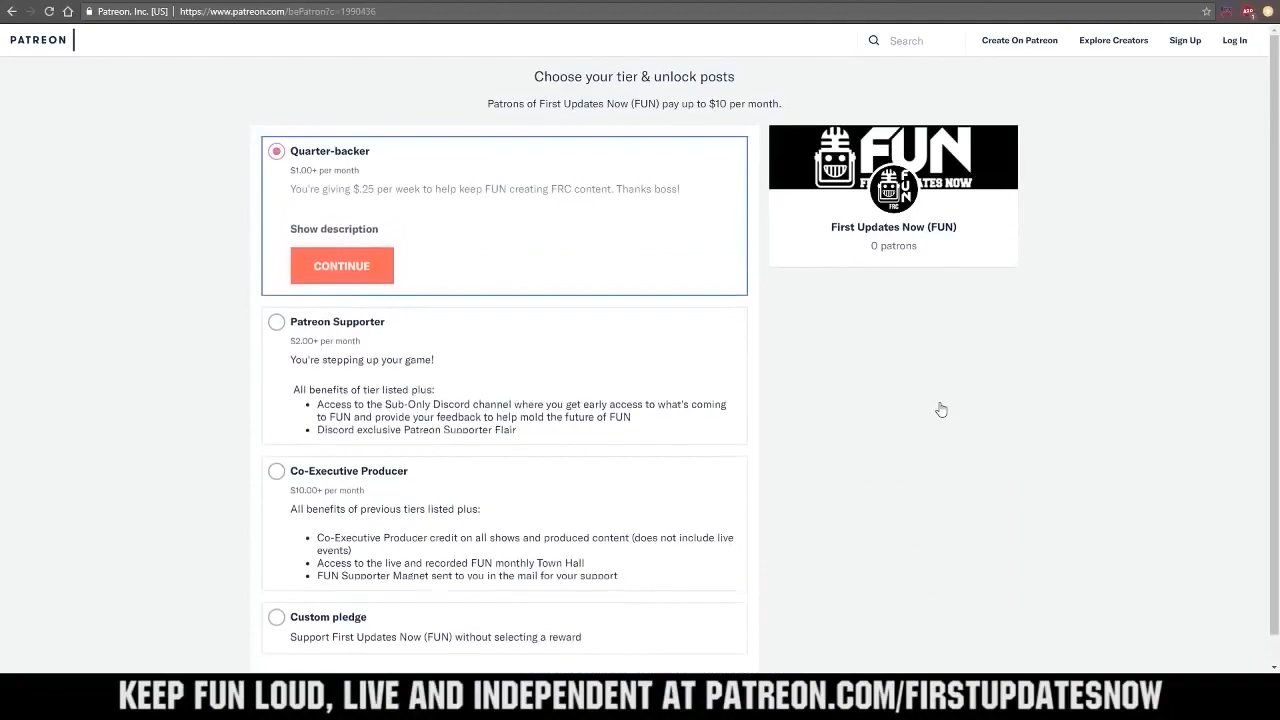 Patreon, Inc. [US] | https://www.patreon.com/bePatron?c=1990436
PATREON
Search
Create On Patreon
Explore Creators
Sign Up
Log In
Choose your tier & unlock posts
Patrons of First Updates Now (FUN) pay up to $10 per month.
Quarter-backer
$1.00+ per month
You're giving $.25 per week to help keep FUN creating FRC content. Thanks boss!
Show description
CONTINUE
FUN
F TES NOW
FUN
FRC
First Updates Now (FUN)
0 patrons
Patreon Supporter
$2.00+ per month
You're stepping up your game!
All benefits of tier listed plus:
• Access to the Sub-Only Discord channel where you get early access to what's coming
to FUN and provide your feedback to help mold the future of FUN
• Discord exclusive Patreon Supporter Flair
Co-Executive Producer
$10.00+ per month
All benefits of previous tiers listed plus:
• Co-Executive Producer credit on all shows and produced content (does not include live
events)
• Access to the live and recorded FUN monthly Town Hall
• FUN Supporter Magnet sent to you in the mail for your support
Custom pledge
Support First Updates Now (FUN) without selecting a reward
KEEP FUN LOUD, LIVE AND INDEPENDENT AT PATREON.COM/FIRSTUPDATESNOW